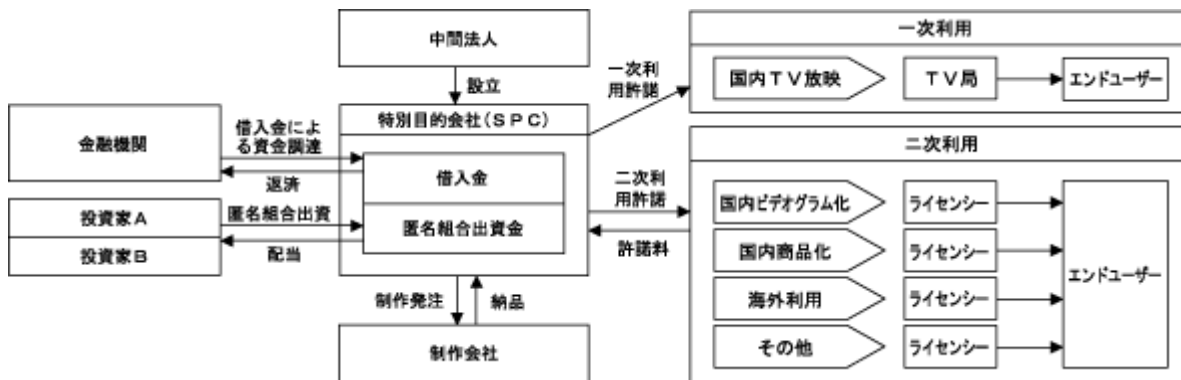 中間法人
設立
一次利
用許諾
一次利用
国内TV放映
TV局
エンドユーザー
金融機関
借入金によ
る資金調達
返済
特別目的会社(SPC)
借入金
匿名組合出資金
投資家A
投資家B
匿名組合出資
配当
二次利
用許諾
許諾料
二次利用
国内ビデオグラム化
ライセンシー
国内商品化
ライセンシー
海外利用
ライセンシー
その他
ライセンシー
エンドユーザー
制作発注
納品
制作会社